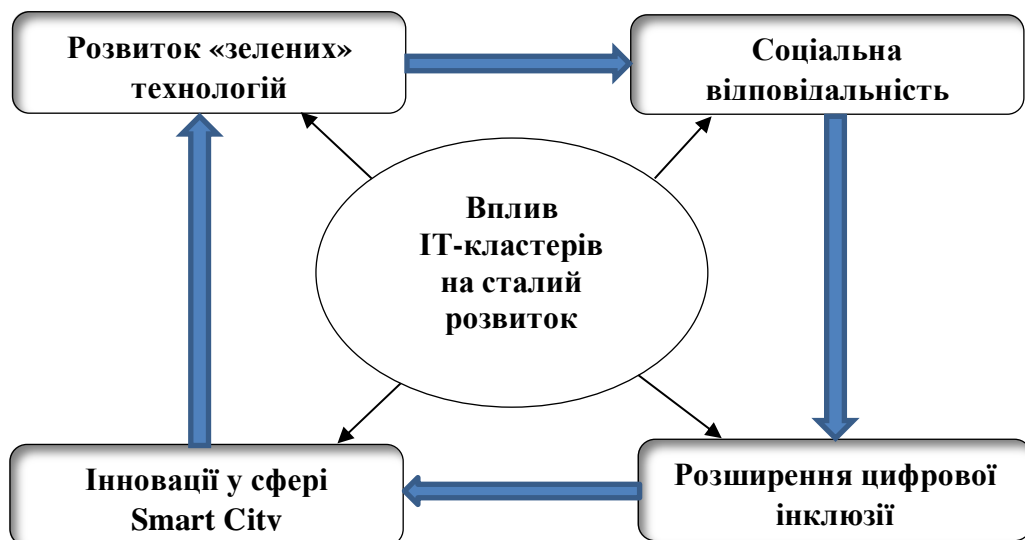 Розвиток «зелених»
технологій
Соціальна
відповідальність
Вплив
ІТ-кластерів
на сталий
розвиток
Інновації у сфері
Smart City
Розширення цифрової
інклюзії